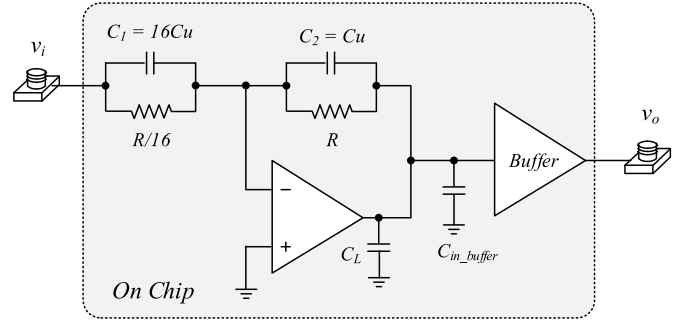 C1 = 16Cu
C2 = Cu
vi
R/16
R
vo
Buffer
−
+
CL
Cin_buffer
On Chip